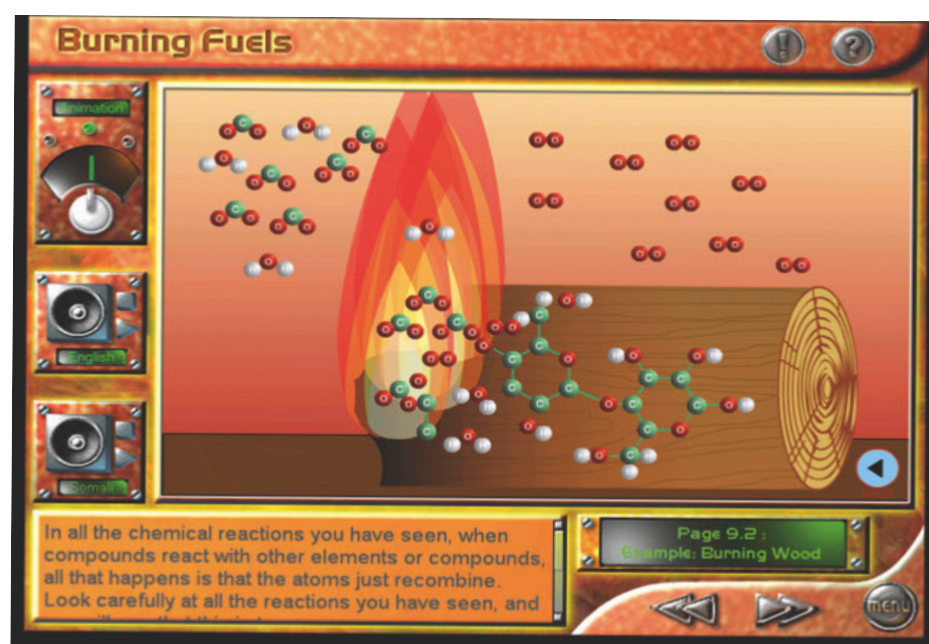 Burning Fuels
! ?
Animation
English
Somali
In all the chemical reactions you have seen, when
compounds react with other elements or compounds,
all that happens is that the atoms just recombine.
Look carefully at all the reactions you have seen, and
Page 9.2 :
Example: Burning Wood
menu